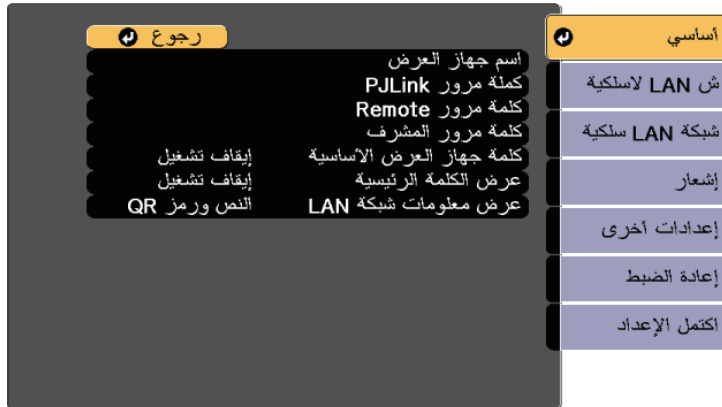 أساسي
ش LAN لاسلكية
شبكة LAN سلكية
إشعار
إعدادات أخرى
إعادة الضبط
اكتمل الإعداد
رجوع
اسم جهاز العرض
كملة مرور PJLink
كلمة مرور Remote
كلمة مرور المشرف
كلمة جهاز العرض الأساسية إيقاف تشغيل
عرض الكلمة الرئيسية إيقاف تشغيل
عرض معلومات شبكة LAN النص ورمز QR